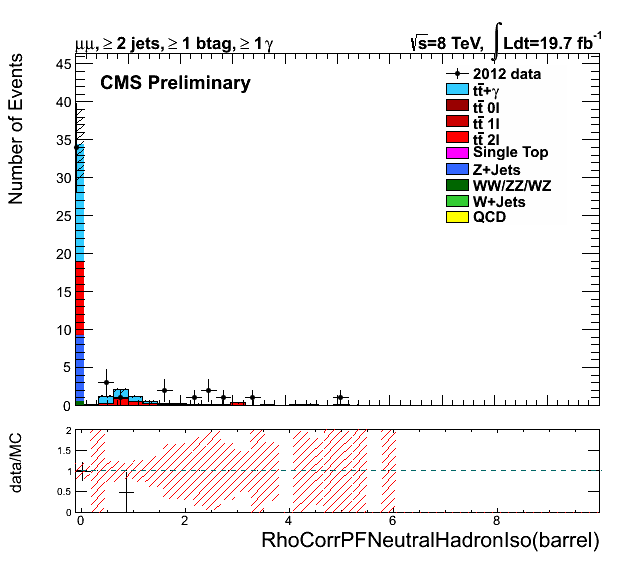 μμ, ≥ 2 jets, ≥ 1 btag, ≥ 1 γ
√s=8 TeV, ∫Ldt=19.7 fb⁻¹
Number of Events
45
40
35
30
25
20
15
10
5
0
CMS Preliminary
2012 data
tt̄+γ
tt̄ 0l
tt̄ 1l
tt̄ 2l
Single Top
Z+Jets
WW/ZZ/WZ
W+Jets
QCD
data/MC
2
1.5
1
0.5
0
0 2 4 6 8
RhoCorrPFNeutralHadronIso(barrel)